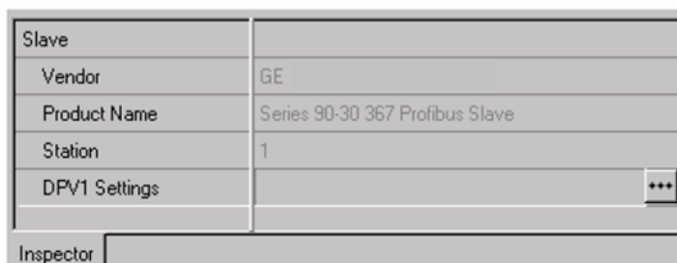 Slave
Vendor GE
Product Name Series 90-30 367 Profibus Slave
Station 1
DPV1 Settings
Inspector